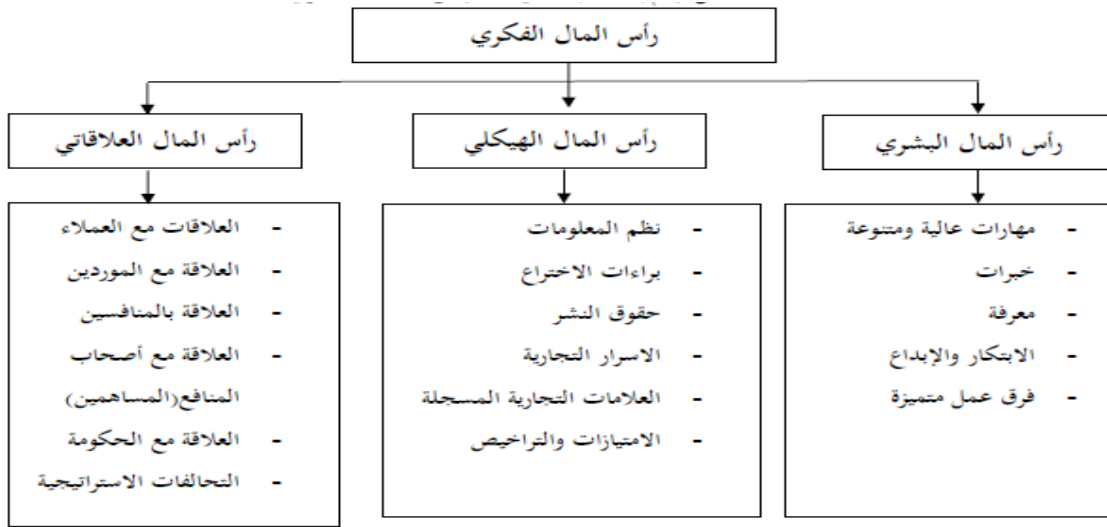 رأس المال الفكري
رأس المال البشري
رأس المال الهيكلي
رأس المال العلاقاتي
- مهارات عالية ومتنوعة
- خبرات
- معرفة
- الابتكار والإبداع
- فرق عمل متميزة
- نظم المعلومات
- براءات الاختراع
- حقوق النشر
- الاسرار التجارية
- العلامات التجارية المسجلة
- الامتيازات والتراخيص
- العلاقات مع العملاء
- العلاقة مع الموردين
- العلاقة بالمنافسين
- العلاقة مع أصحاب
المنافع(المساهمين)
- العلاقة مع الحكومة
- التحالفات الاستراتيجية